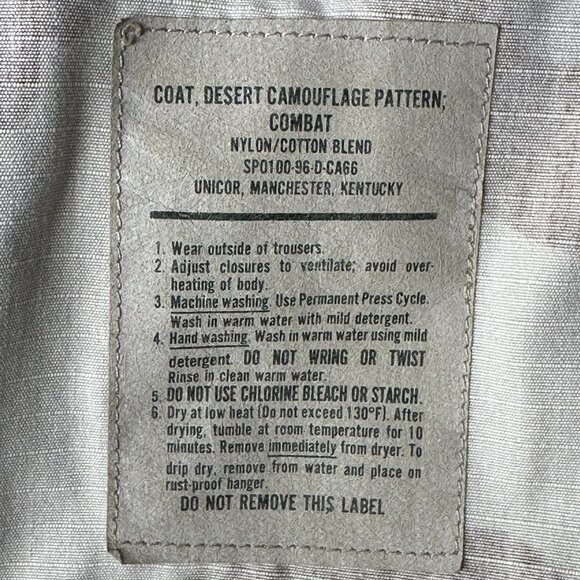 COAT, DESERT CAMOUFLAGE PATTERN;
COMBAT
NYLON/COTTON BLEND
SPO100-96-D-CA66
UNICOR, MANCHESTER, KENTUCKY
1. Wear outside of trousers.
2. Adjust closures to ventilate; avoid over-
heating of body.
3. Machine washing. Use Permanent Press Cycle.
Wash in warm water with mild detergent.
4. Hand washing. Wash in warm water using mild
detergent. DO NOT WRING OR TWIST
Rinse in clean warm water.
5. DO NOT USE CHLORINE BLEACH OR STARCH.
6. Dry at low heat (Do not exceed 130°F). After
drying, tumble at room temperature for 10
minutes. Remove immediately from dryer. To
drip dry, remove from water and place on
rust-proof hanger.
DO NOT REMOVE THIS LABEL